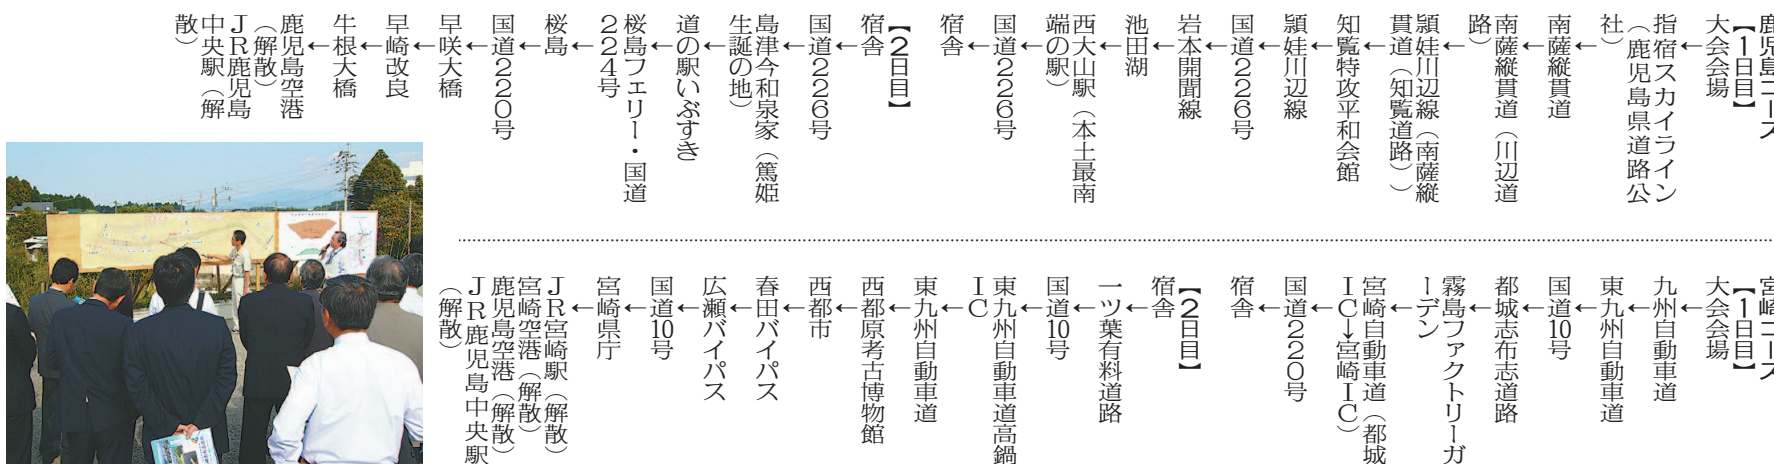 鹿児島コース
【1日目】
大会会場
↓
指宿スカイライン
（鹿児島県道路公
社）
↓
南薩縦貫道
↓
南薩縦貫道（川辺道
路）
↓
頴娃川辺線（南薩縦
貫道（知覧道路））
↓
知覧特攻平和会館
↓
頴娃川辺線
↓
国道226号
↓
岩本開聞線
↓
池田湖
↓
西大山駅（本土最南
端の駅）
↓
国道226号
↓
宿舎
【2日目】
宿舎
↓
国道226号
↓
島津今和泉家（篤姫
生誕の地）
↓
道の駅いぶすき
↓
桜島フェリー・国道
224号
↓
桜島
↓
国道220号
↓
早咲大橋
↓
早崎改良
↓
牛根大橋
↓
鹿児島空港
（解散）
JR鹿児島
中央駅（解
散）
宮崎コース
【1日目】
大会会場
↓
九州自動車道
↓
東九州自動車道
↓
国道10号
↓
都城志布志道路
↓
霧島ファクトリーガ
ーデン
↓
宮崎自動車道（都城
IC→宮崎IC）
↓
国道220号
↓
宿舎
【2日目】
宿舎
↓
一ツ葉有料道路
↓
国道10号
↓
東九州自動車道高鍋
IC
↓
東九州自動車道
↓
西都原考古博物館
↓
西都市
↓
春田バイパス
↓
広瀬バイパス
↓
国道10号
↓
宮崎県庁
↓
JR宮崎駅（解散）
宮崎空港（解散）
鹿児島空港（解散）
JR鹿児島中央駅
（解散）